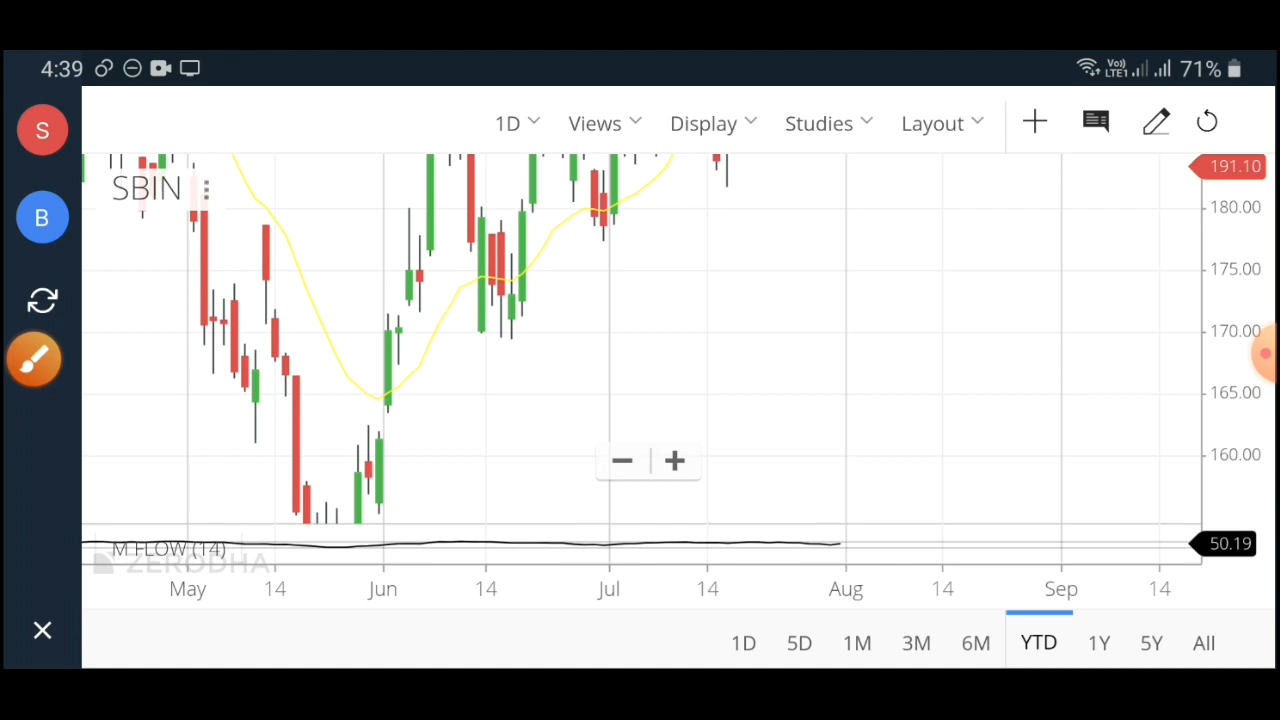 4:39 Vo)) LTE1 71%
S
B
1D Views Display Studies Layout
SBIN
191.10
180.00
175.00
170.00
165.00
160.00
M FLOW (14)
50.19
ZERODHA
May 14 Jun 14 Jul 14 Aug 14 Sep 14
1D 5D 1M 3M 6M YTD 1Y 5Y All